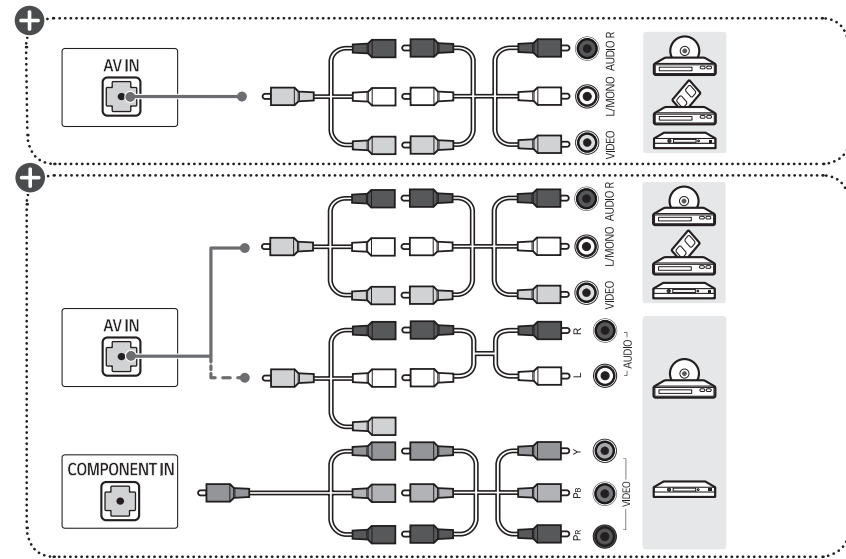 AV IN
AUDIO R
L/MONO
VIDEO
AUDIO R
L/MONO
VIDEO
AV IN
R
L
AUDIO
COMPONENT IN
Y
PB
PR
VIDEO